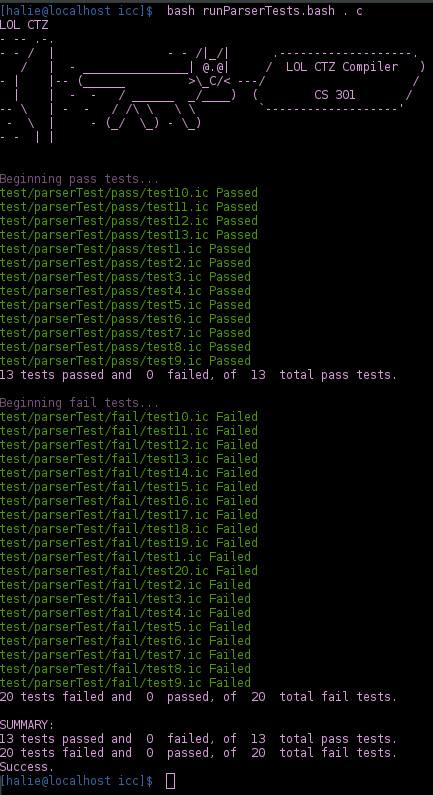 [halie@localhost icc]$  bash runParserTests.bash . c
LOL CTZ
- -- .-.
- - /  |                - - /|_/|      .-------------------.
   /   |  - _______________| @.@|     /  LOL CTZ Compiler   )
- |    |-- (______         >\_C/< ---/                     /
  |    | - -   / ______  _/____)  (        CS 301       /
-- \   | -  -  / /\ \   \ \         `-------------------'
 -  \  |     - (_/  \_) - \_)
--  | |
Beginning pass tests...
test/parserTest/pass/test10.ic Passed
test/parserTest/pass/test11.ic Passed
test/parserTest/pass/test12.ic Passed
test/parserTest/pass/test13.ic Passed
test/parserTest/pass/test1.ic Passed
test/parserTest/pass/test2.ic Passed
test/parserTest/pass/test3.ic Passed
test/parserTest/pass/test4.ic Passed
test/parserTest/pass/test5.ic Passed
test/parserTest/pass/test6.ic Passed
test/parserTest/pass/test7.ic Passed
test/parserTest/pass/test8.ic Passed
test/parserTest/pass/test9.ic Passed
13 tests passed and  0  failed, of  13  total pass tests.
Beginning fail tests...
test/parserTest/fail/test10.ic Failed
test/parserTest/fail/test11.ic Failed
test/parserTest/fail/test12.ic Failed
test/parserTest/fail/test13.ic Failed
test/parserTest/fail/test14.ic Failed
test/parserTest/fail/test15.ic Failed
test/parserTest/fail/test16.ic Failed
test/parserTest/fail/test17.ic Failed
test/parserTest/fail/test18.ic Failed
test/parserTest/fail/test19.ic Failed
test/parserTest/fail/test1.ic Failed
test/parserTest/fail/test20.ic Failed
test/parserTest/fail/test2.ic Failed
test/parserTest/fail/test3.ic Failed
test/parserTest/fail/test4.ic Failed
test/parserTest/fail/test5.ic Failed
test/parserTest/fail/test6.ic Failed
test/parserTest/fail/test7.ic Failed
test/parserTest/fail/test8.ic Failed
test/parserTest/fail/test9.ic Failed
20 tests failed and  0  passed, of  20  total fail tests.
SUMMARY:
13 tests passed and  0  failed, of  13  total pass tests.
20 tests failed and  0  passed, of  20  total fail tests.
Success.
[halie@localhost icc]$